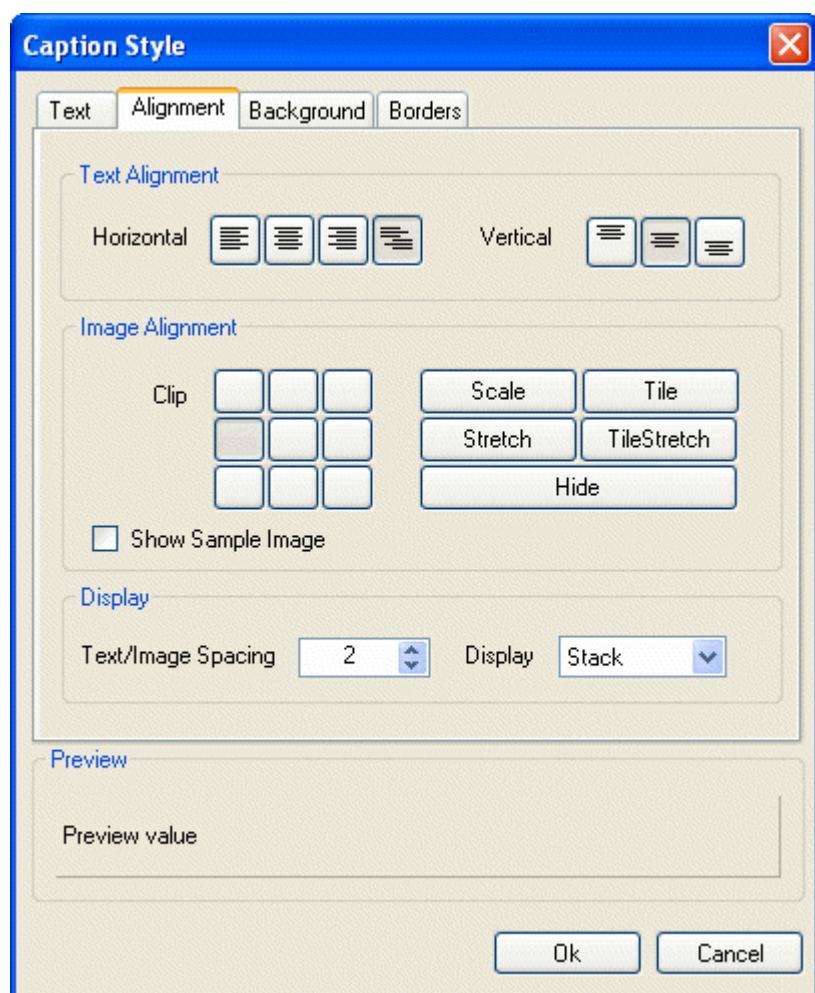 Caption Style
Text Alignment Background Borders
Text Alignment
Horizontal Vertical
Image Alignment
Clip Scale Tile
Stretch TileStretch
Hide
Show Sample Image
Display
Text/Image Spacing 2 Display Stack
Preview
Preview value
Ok Cancel